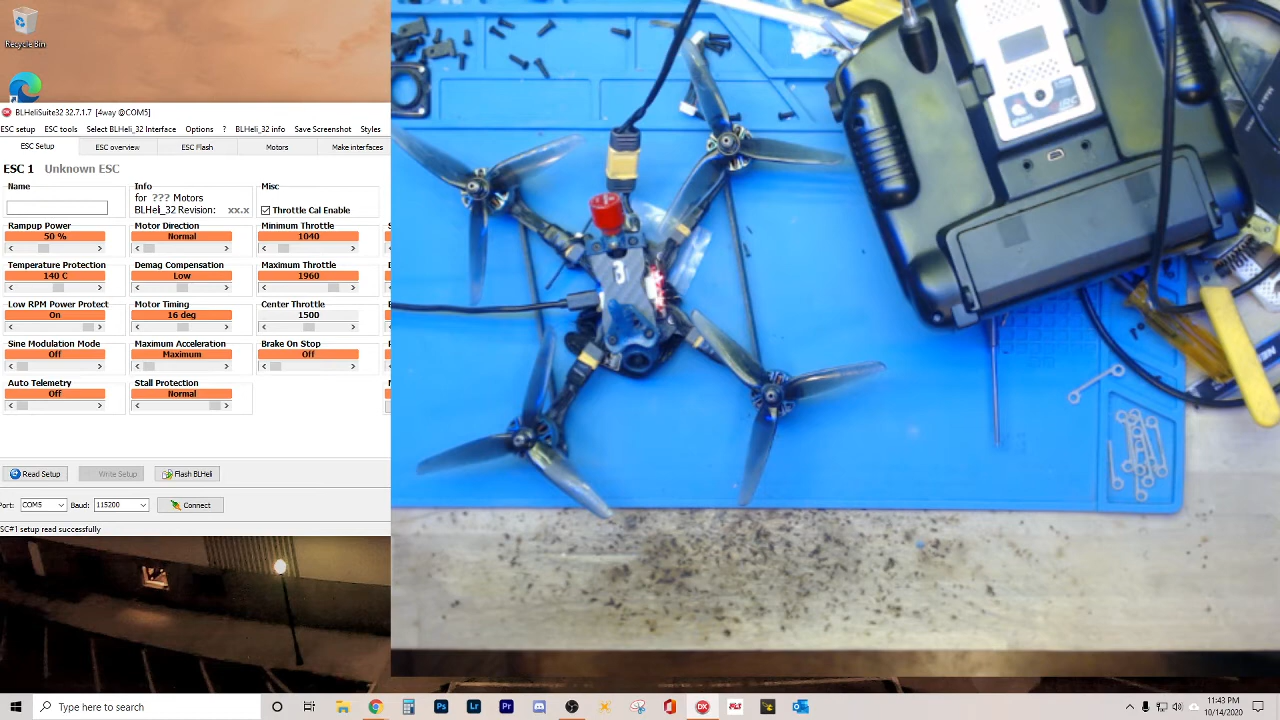 Recycle Bin
BLHeliSuite32 32.7.1.7 [4way @COM5]
ESC setup ESC tools Select BLHeli_32 Interface Options ? BLHeli_32 info Save Screenshot Styles
ESC Setup ESC overview ESC Flash Motors Make interfaces
ESC 1 Unknown ESC
Name Info Misc
for ??? Motors
BLHeli_32 Revision: xx.x Throttle Cal Enable
Rampup Power Motor Direction Minimum Throttle
50 % Normal 1040
Temperature Protection Demag Compensation Maximum Throttle
140 C Low 1960
Low RPM Power Protect Motor Timing Center Throttle
On 16 deg 1500
Sine Modulation Mode Maximum Acceleration Brake On Stop
Off Maximum Off
Auto Telemetry Stall Protection
Off Normal
Read Setup Write Setup Flash BLHeli
Port: COM5 Baud: 115200 Connect
SC#1 setup read successfully
Type here to search
Ps Lr Pr DX
11:43 PM
10/14/2020